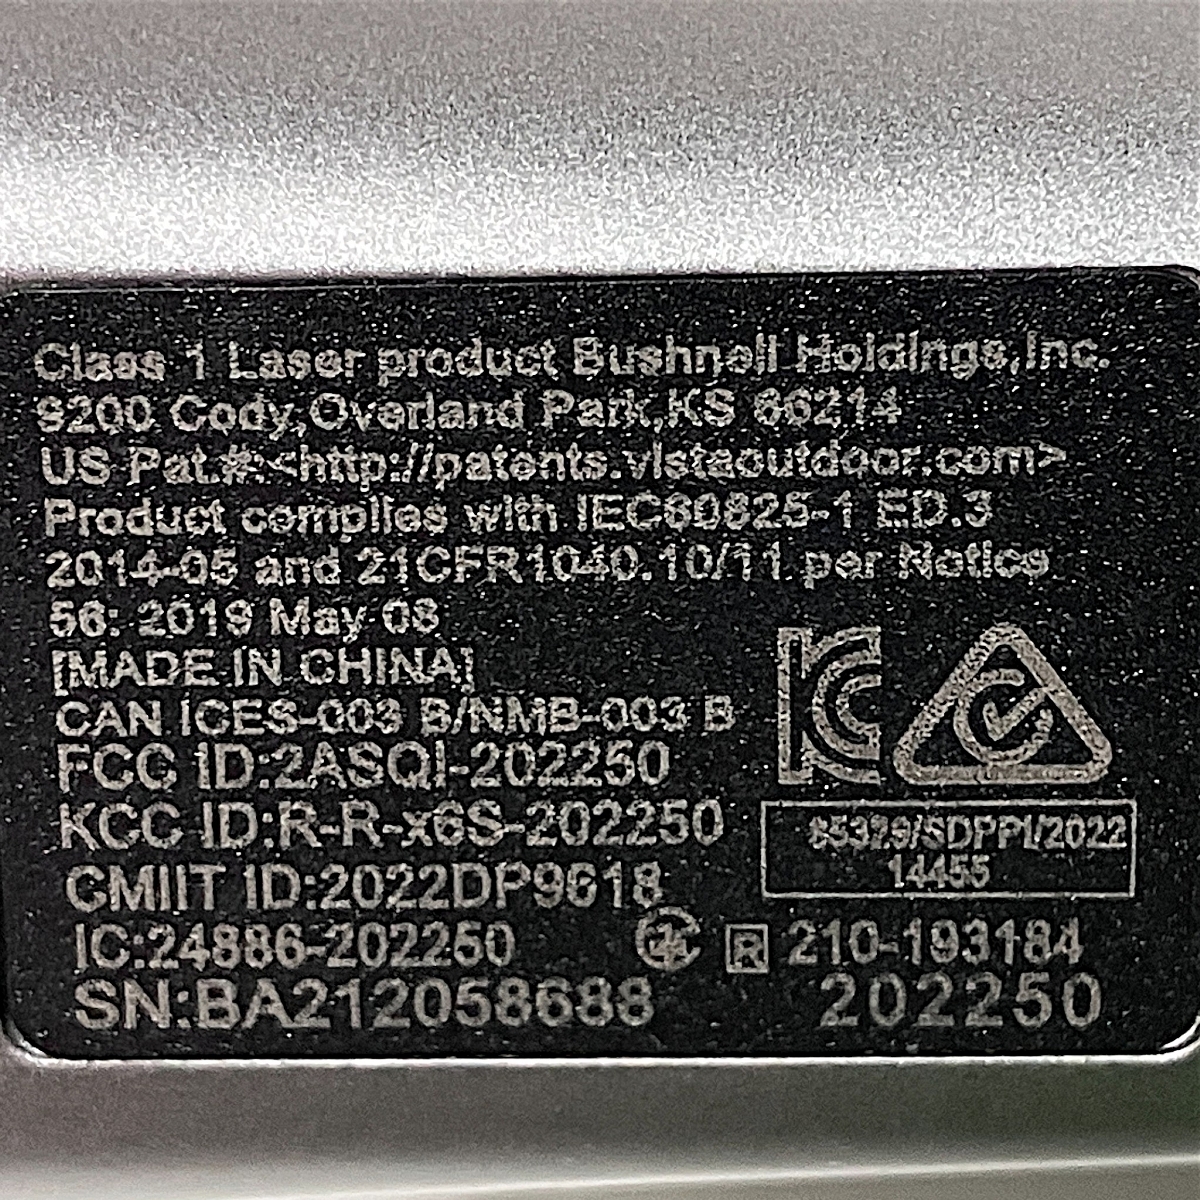 Class 1 Laser product Bushnell Holdings,Inc.
9200 Cody,Overland Park,KS 66214
US Pat.#:<http://patents.vistaoutdoor.com>
Product complies with IEC60825-1 ED.3
2014-05 and 21CFR1040.10/11 per Notice
56: 2019 May 08
[MADE IN CHINA]
CAN ICES-003 B/NMB-003 B
FCC ID:2ASQI-202250
KCC ID:R-R-x6S-202250
85329/SDPPI/2022
14455
CMIIT ID:2022DP9618
IC:24886-202250
R 210-193184
SN:BA212058688
202250